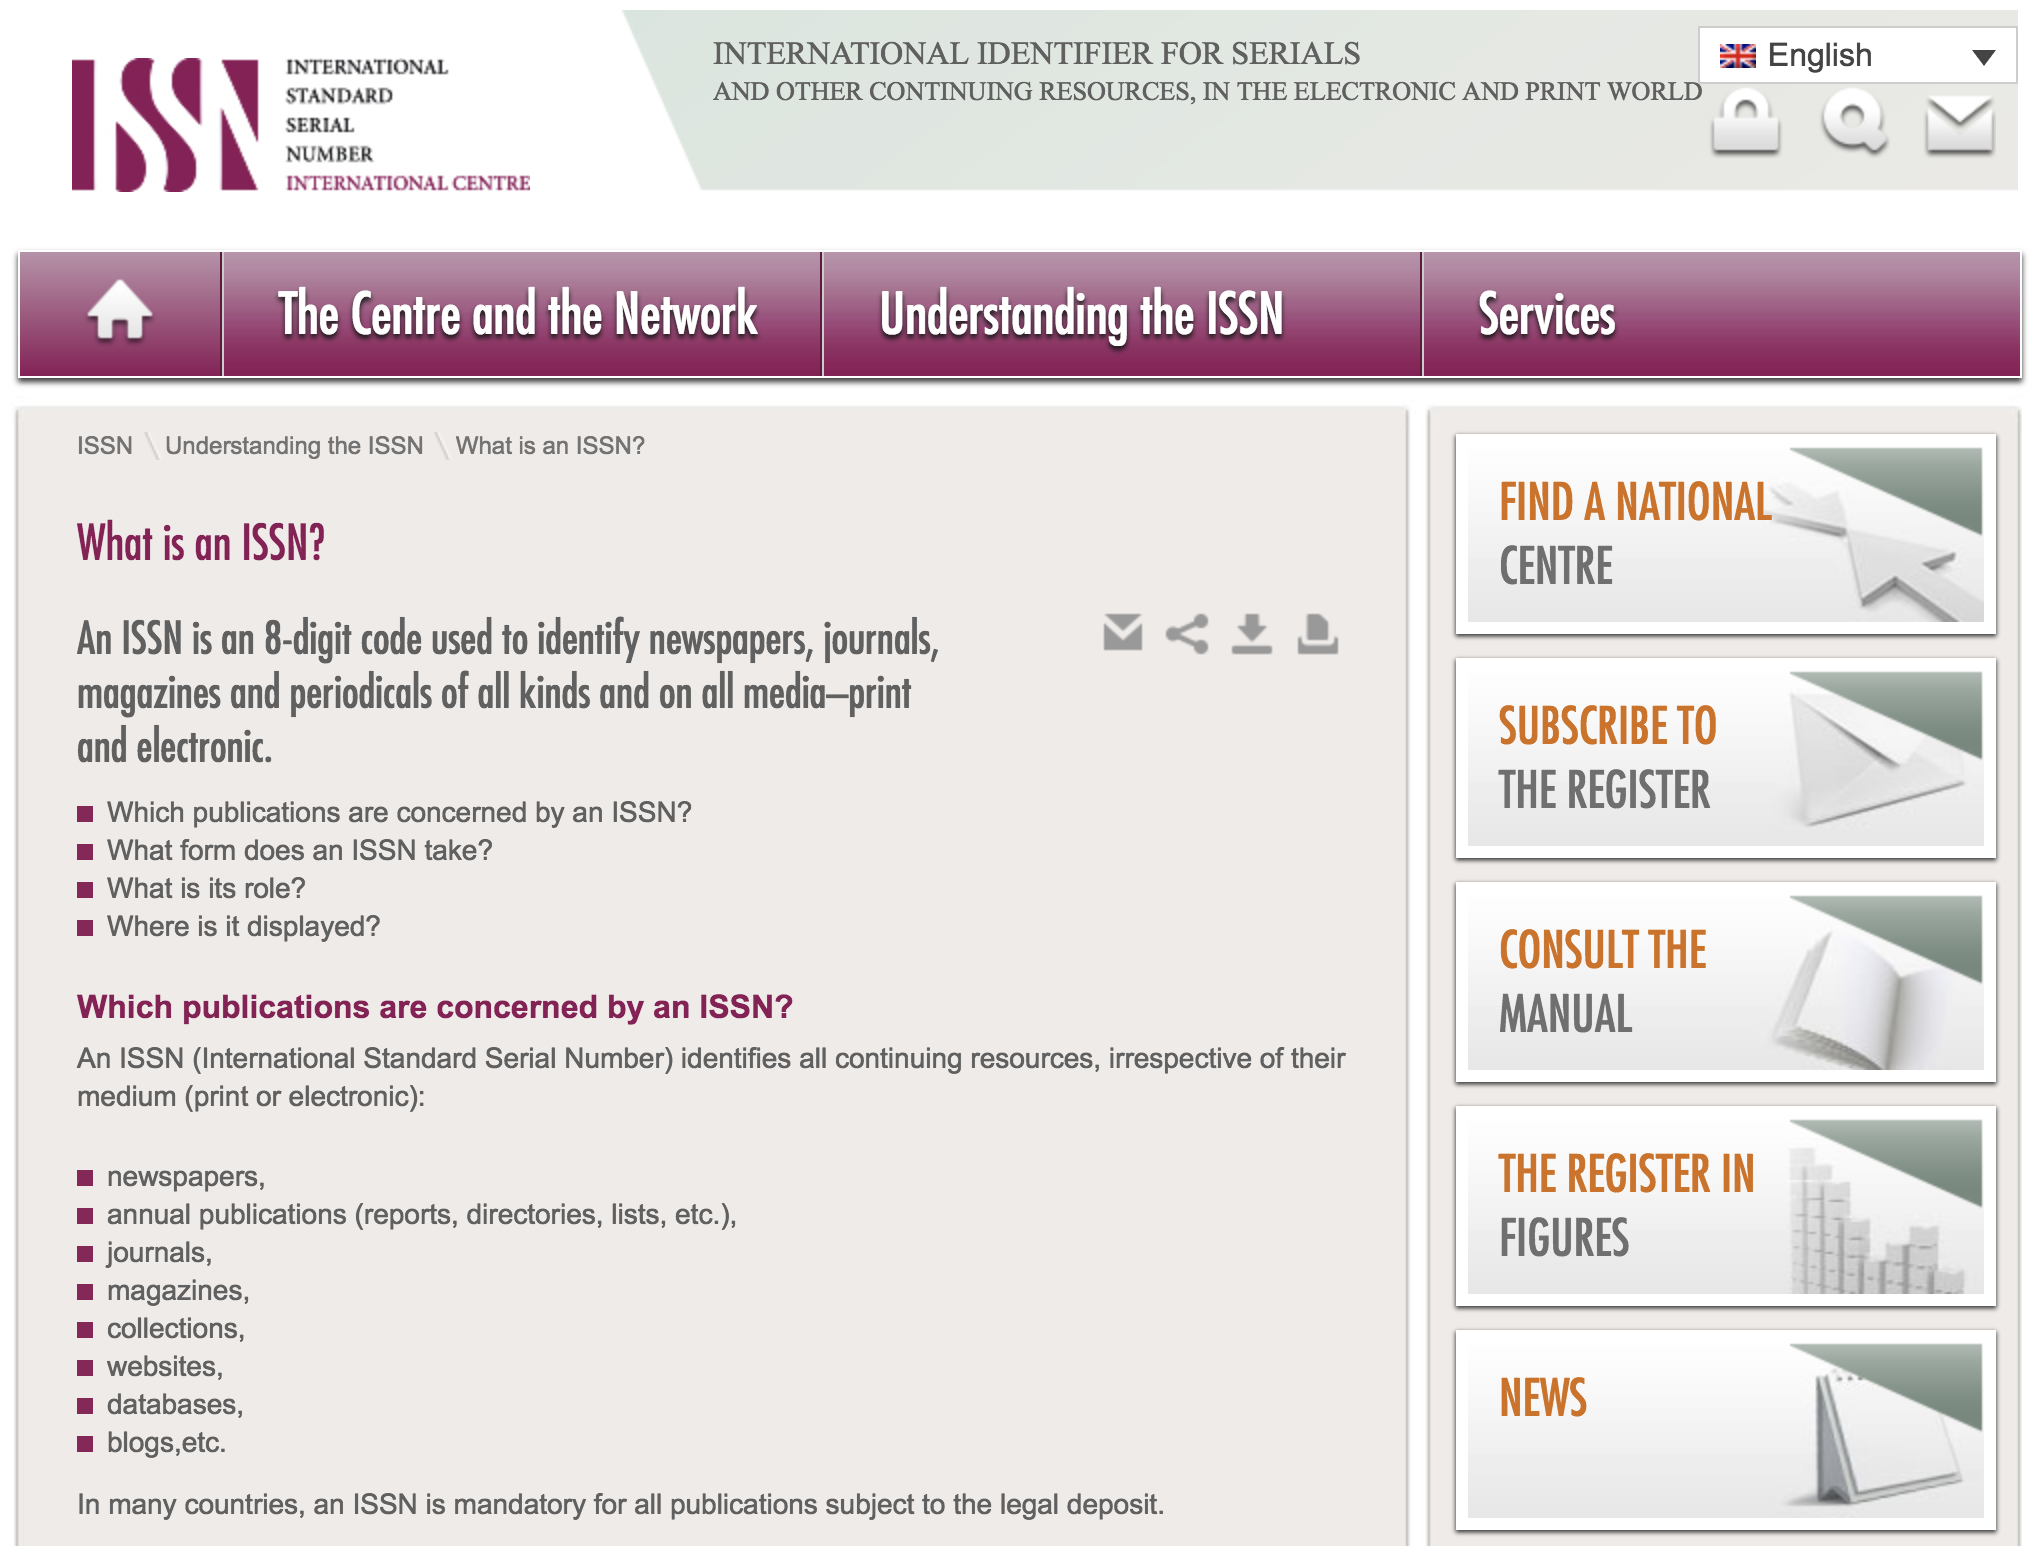 ISSN
INTERNATIONAL
STANDARD
SERIAL
NUMBER
INTERNATIONAL CENTRE
INTERNATIONAL IDENTIFIER FOR SERIALS
AND OTHER CONTINUING RESOURCES, IN THE ELECTRONIC AND PRINT WORLD
English
The Centre and the Network
Understanding the ISSN
Services
ISSN \ Understanding the ISSN \ What is an ISSN?
What is an ISSN?
An ISSN is an 8-digit code used to identify newspapers, journals,
magazines and periodicals of all kinds and on all media–print
and electronic.
Which publications are concerned by an ISSN?
What form does an ISSN take?
What is its role?
Where is it displayed?
Which publications are concerned by an ISSN?
An ISSN (International Standard Serial Number) identifies all continuing resources, irrespective of their
medium (print or electronic):
newspapers,
annual publications (reports, directories, lists, etc.),
journals,
magazines,
collections,
websites,
databases,
blogs,etc.
In many countries, an ISSN is mandatory for all publications subject to the legal deposit.
FIND A NATIONAL
CENTRE
SUBSCRIBE TO
THE REGISTER
CONSULT THE
MANUAL
THE REGISTER IN
FIGURES
NEWS